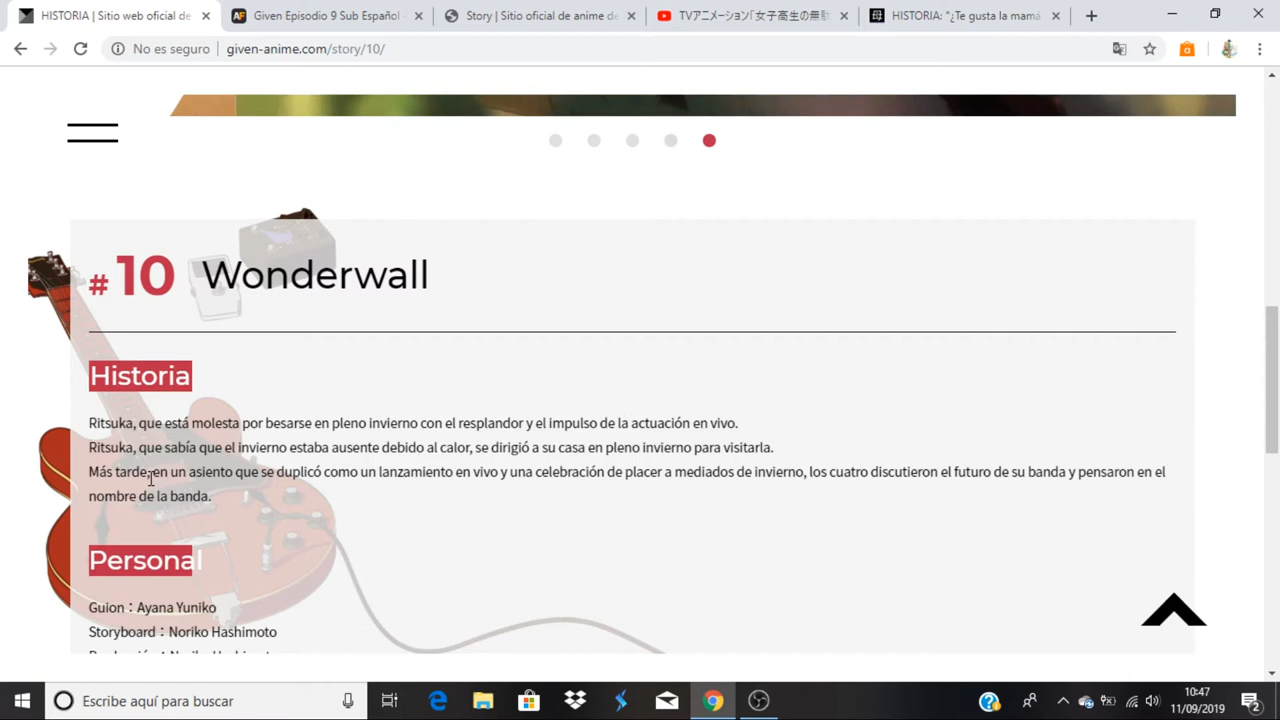 HISTORIA | Sitio web oficial de
Given Episodio 9 Sub Español
Story | Sitio oficial de anime de
TVアニメーション「女子高生の無駄
HISTORIA: "¿Te gusta la mamá
No es seguro | given-anime.com/story/10/
#10 Wonderwall
Historia
Ritsuka, que está molesta por besarse en pleno invierno con el resplandor y el impulso de la actuación en vivo.
Ritsuka, que sabía que el invierno estaba ausente debido al calor, se dirigió a su casa en pleno invierno para visitarla.
Más tarde, en un asiento que se duplicó como un lanzamiento en vivo y una celebración de placer a mediados de invierno, los cuatro discutieron el futuro de su banda y pensaron en el
nombre de la banda.
Personal
Guion：Ayana Yuniko
Storyboard：Noriko Hashimoto
Escribe aquí para buscar
10:47
11/09/2019
2